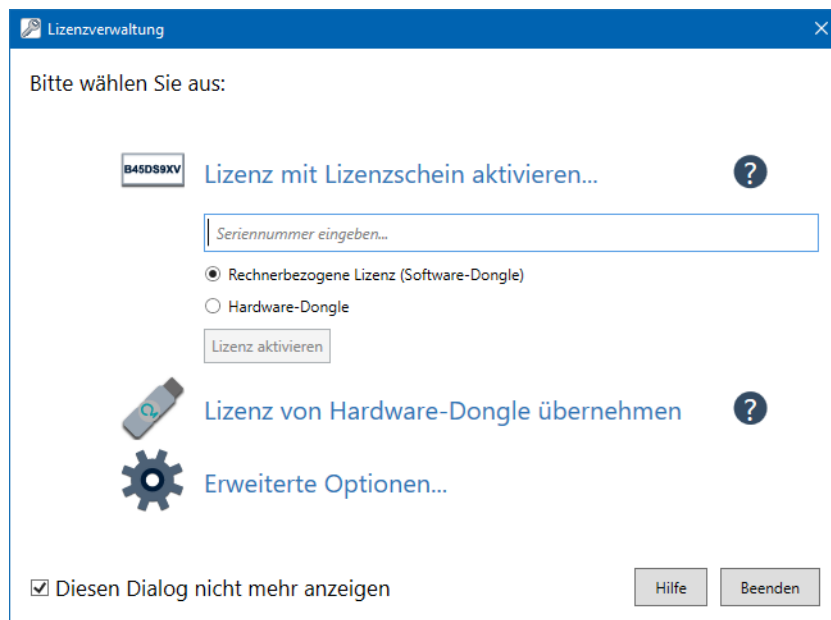 Lizenzverwaltung
Bitte wählen Sie aus:
B45DS9XV
Lizenz mit Lizenzschein aktivieren...
?
Seriennummer eingeben...
Rechnerbezogene Lizenz (Software-Dongle)
Hardware-Dongle
Lizenz aktivieren
Lizenz von Hardware-Dongle übernehmen
?
Erweiterte Optionen...
Diesen Dialog nicht mehr anzeigen
Hilfe
Beenden